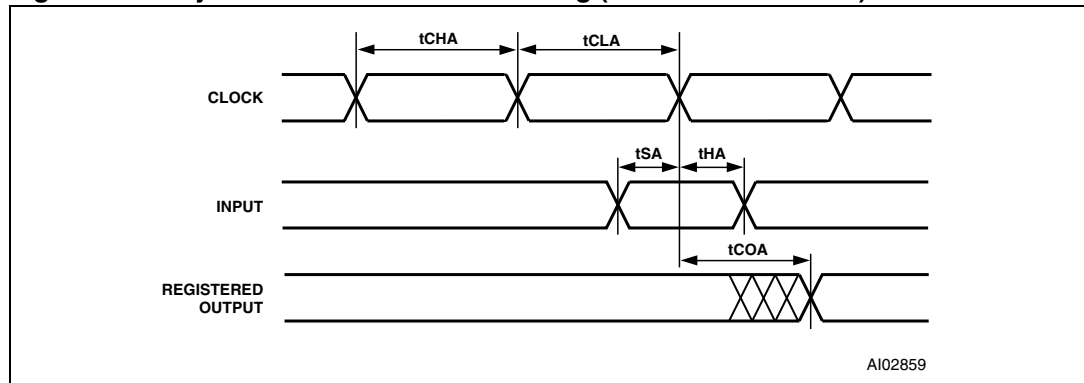 tCHA
tCLA
CLOCK
tSA
tHA
INPUT
tCOA
REGISTERED
OUTPUT
AI02859